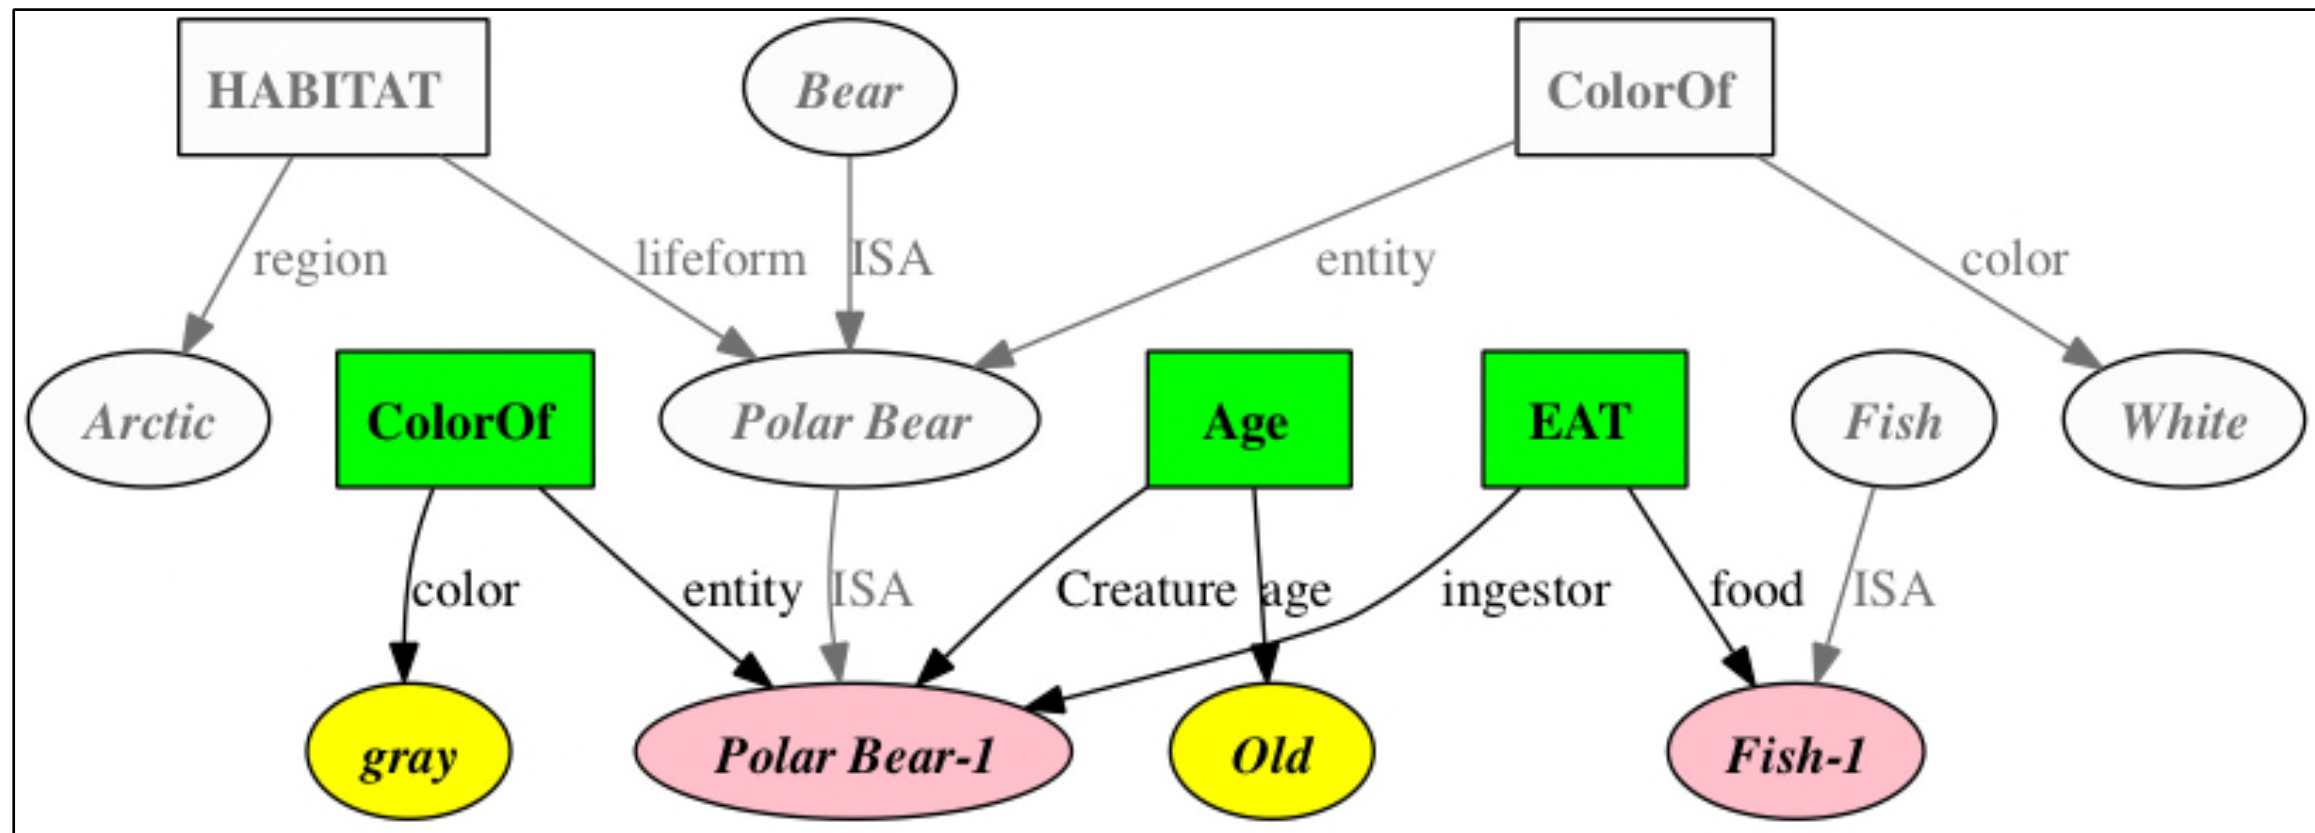 HABITAT
Bear
ColorOf
region
lifeform
ISA
entity
color
Arctic
ColorOf
Polar Bear
Age
EAT
Fish
White
color
entity
ISA
Creature
age
ingestor
food
ISA
gray
Polar Bear-1
Old
Fish-1